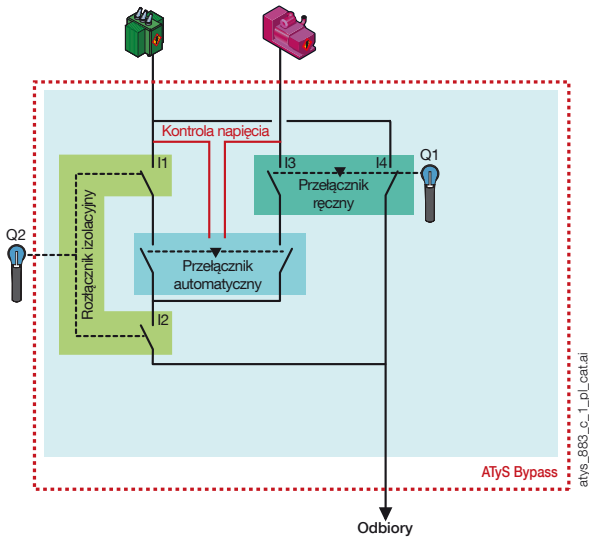 Kontrola napięcia
I1
I3
I4
Q1
Przełącznik
ręczny
Q2
Rozłącznik izolacyjny
Przełącznik
automatyczny
I2
ATyS Bypass
atys_883_c_1_pl_cat.ai
Odbiory